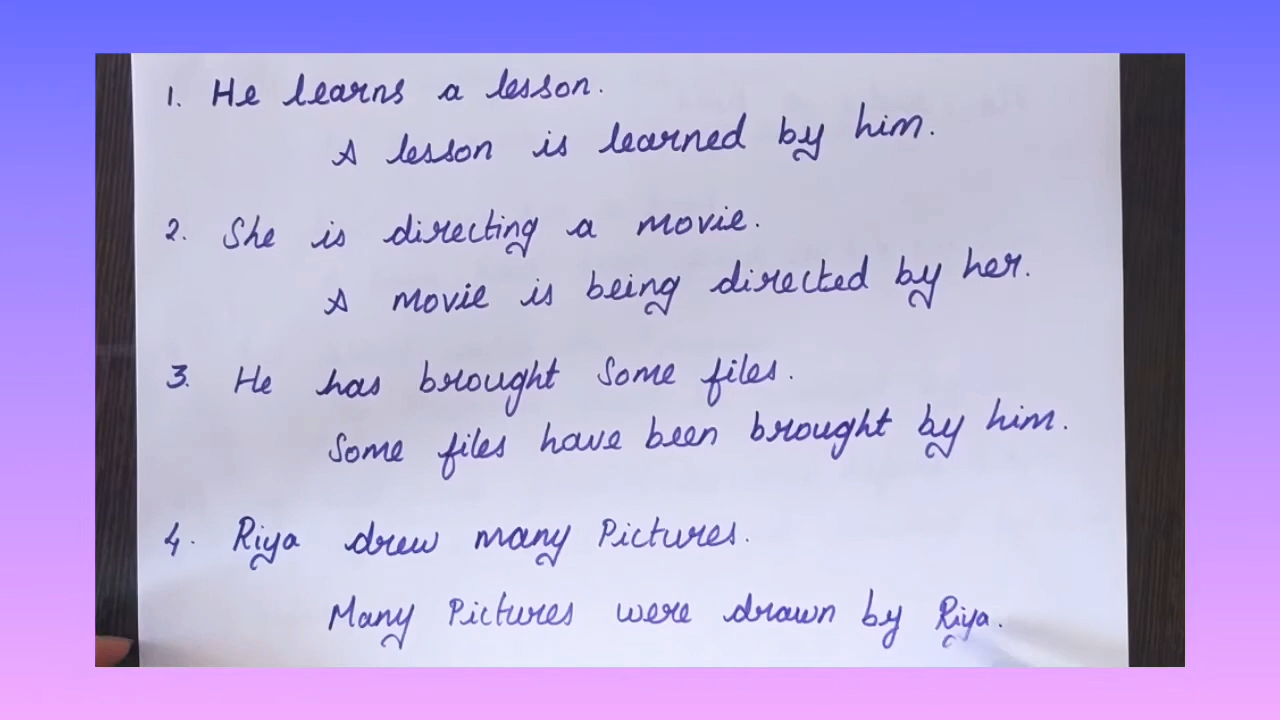 1. He learns a lesson.
A lesson is learned by him.
2. She is directing a movie.
A movie is being directed by her.
3. He has brought Some files.
Some files have been brought by him.
4. Riya drew many Pictures.
Many Pictures were drawn by Riya.